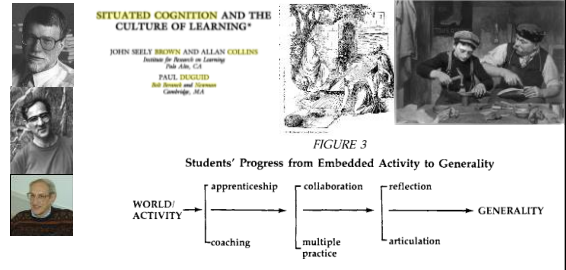 SITUATED COGNITION AND THE
CULTURE OF LEARNING*
JOHN SEELY BROWN AND ALLAN COLLINS
Institute for Research on Learning
Palo Alto, CA
PAUL DUGUID
Bolt Beranek and Newman
Cambridge, MA
FIGURE 3
Students' Progress from Embedded Activity to Generality
apprenticeship collaboration reflection
WORLD/
ACTIVITY
GENERALITY
coaching multiple articulation
practice